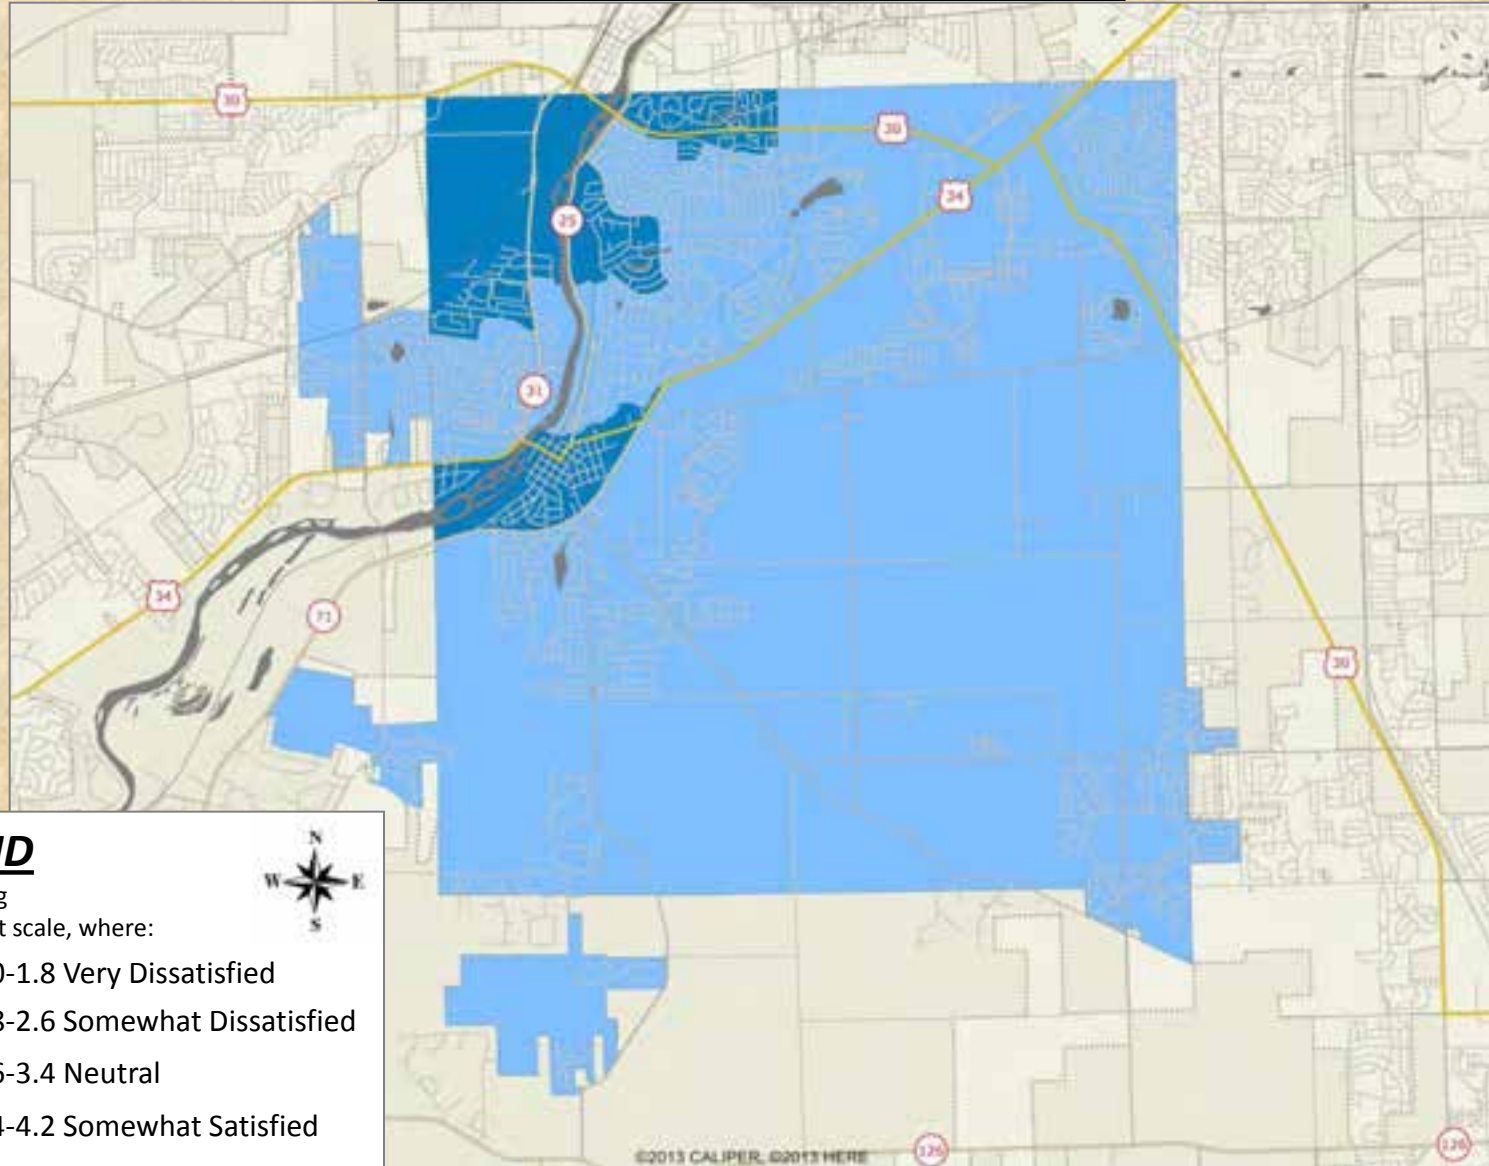 30
30
34
25
31
34
71
30
ND
N
W E
S
g
t scale, where:
0-1.8 Very Dissatisfied
8-2.6 Somewhat Dissatisfied
6-3.4 Neutral
4-4.2 Somewhat Satisfied
©2013 CALIPER, ©2013 HERE
126
126